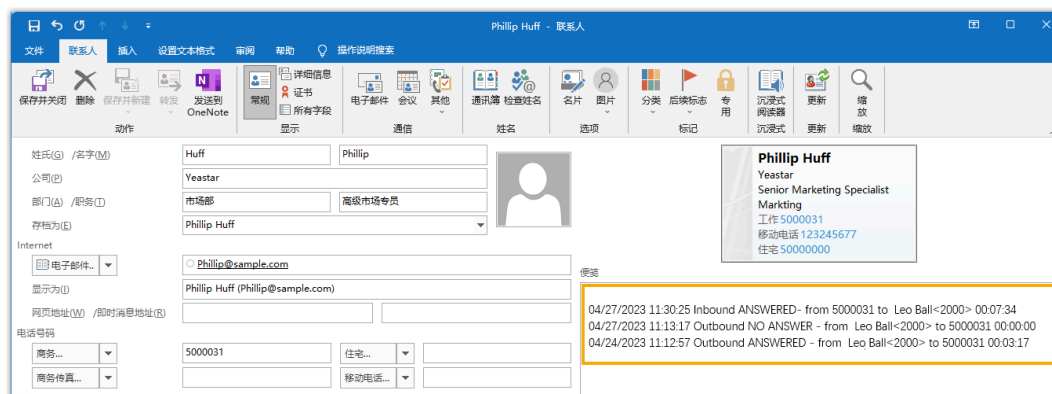 Phillip Huff - 联系人
文件 联系人 插入 设置文本格式 审阅 帮助 操作说明搜索
保存并关闭 删除 保存并新建 转发 发送到 OneNote
常规 详细信息 证书 所有字段
电子邮件 会议 其他
通讯簿 检查姓名
名片 图片
分类 后续标志 专用
沉浸式阅读器
更新
缩放
动作 显示 通信 姓名 选项 标记 沉浸式 更新 缩放
姓氏(G) /名字(M) Huff Phillip
公司(P) Yeastar
部门(A) /职务(T) 市场部 高级市场专员
存档为(E) Phillip Huff
Internet
电子邮件.. Phillip@sample.com
显示为(I) Phillip Huff (Phillip@sample.com)
网页地址(W) /即时消息地址(R)
电话号码
商务... 5000031 住宅...
商务传真... 移动电话...
Phillip Huff
Yeastar
Senior Marketing Specialist
Markting
工作 5000031
移动电话 123245677
住宅 50000000
便笺
04/27/2023 11:30:25 Inbound ANSWERED- from 5000031 to Leo Ball<2000> 00:07:34
04/27/2023 11:13:17 Outbound NO ANSWER - from Leo Ball<2000> to 5000031 00:00:00
04/24/2023 11:12:57 Outbound ANSWERED - from Leo Ball<2000> to 5000031 00:03:17